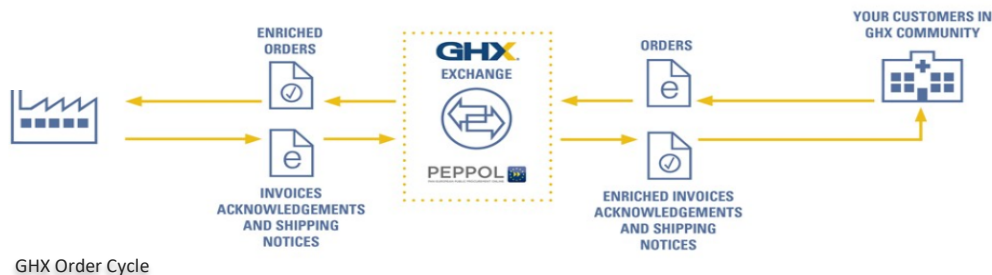 YOUR CUSTOMERS IN
GHX COMMUNITY
ENRICHED
ORDERS
GHX
EXCHANGE
ORDERS
e
e
PEPPOL
INVOICES
ACKNOWLEDGEMENTS
AND SHIPPING
NOTICES
ENRICHED INVOICES
ACKNOWLEDGEMENTS
AND SHIPPING
NOTICES
GHX Order Cycle